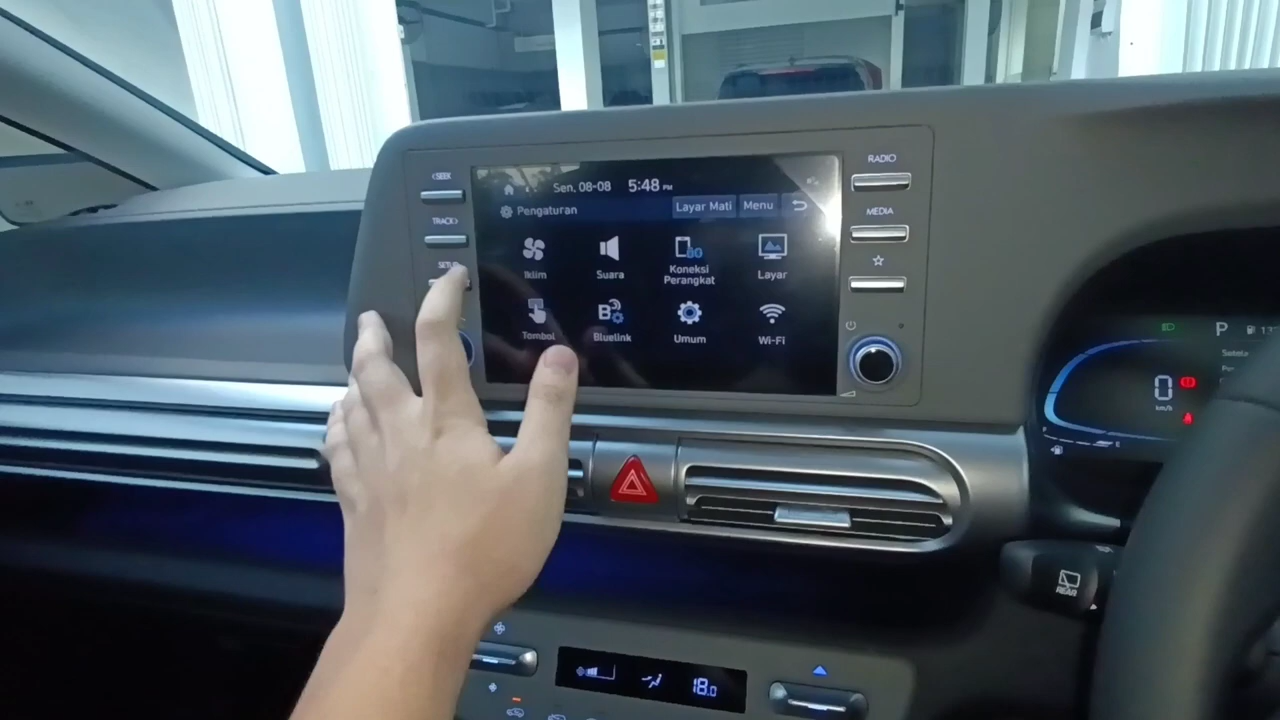 <SEEK
TRACK>
SETUP
RADIO
MEDIA
Sen, 08-08 5:48 PM
Pengaturan Layar Mati Menu
Iklim Suara Koneksi Perangkat Layar
Tombol Bluelink Umum Wi-Fi
P
0
km/h
F E
REAR
18.0